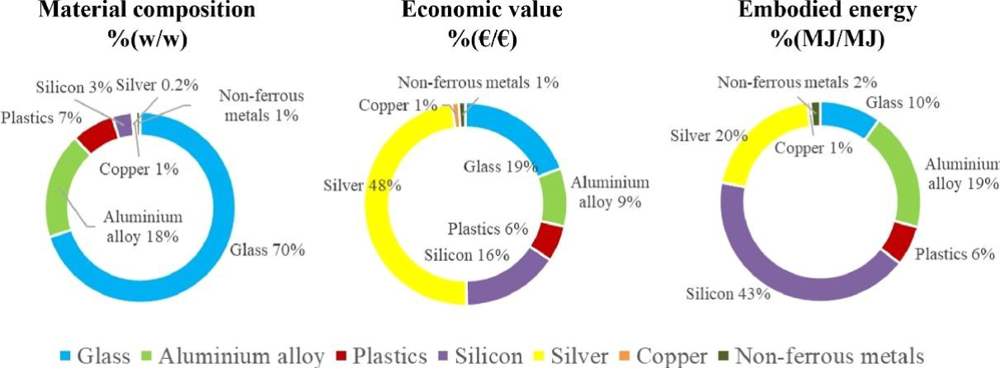 Material composition
%(w/w)
Silicon 3%
Silver 0.2%
Non-ferrous
metals 1%
Plastics 7%
Copper 1%
Aluminium
alloy 18%
Glass 70%
Economic value
%(€/€)
Non-ferrous metals 1%
Copper 1%
Glass 19%
Silver 48%
Aluminium
alloy 9%
Plastics 6%
Silicon 16%
Embodied energy
%(MJ/MJ)
Non-ferrous metals 2%
Glass 10%
Silver 20%
Copper 1%
Aluminium
alloy 19%
Plastics 6%
Silicon 43%
Glass Aluminium alloy Plastics Silicon Silver Copper Non-ferrous metals